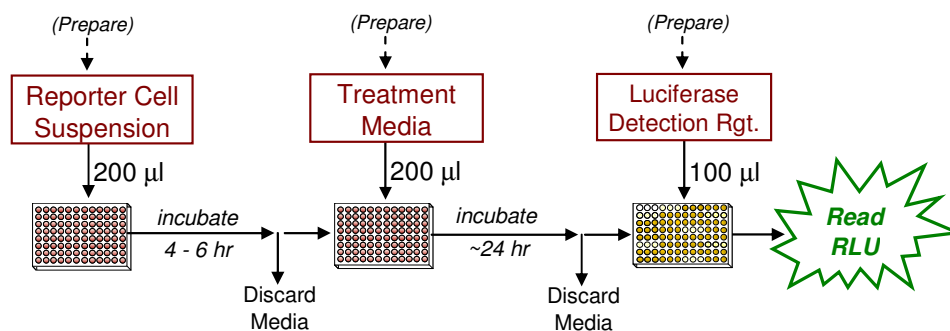 (Prepare)
(Prepare)
(Prepare)
Reporter Cell
Suspension
Treatment
Media
Luciferase
Detection Rgt.
200 µl
200 µl
100 µl
incubate
4 - 6 hr
incubate
~24 hr
Read
RLU
Discard
Media
Discard
Media